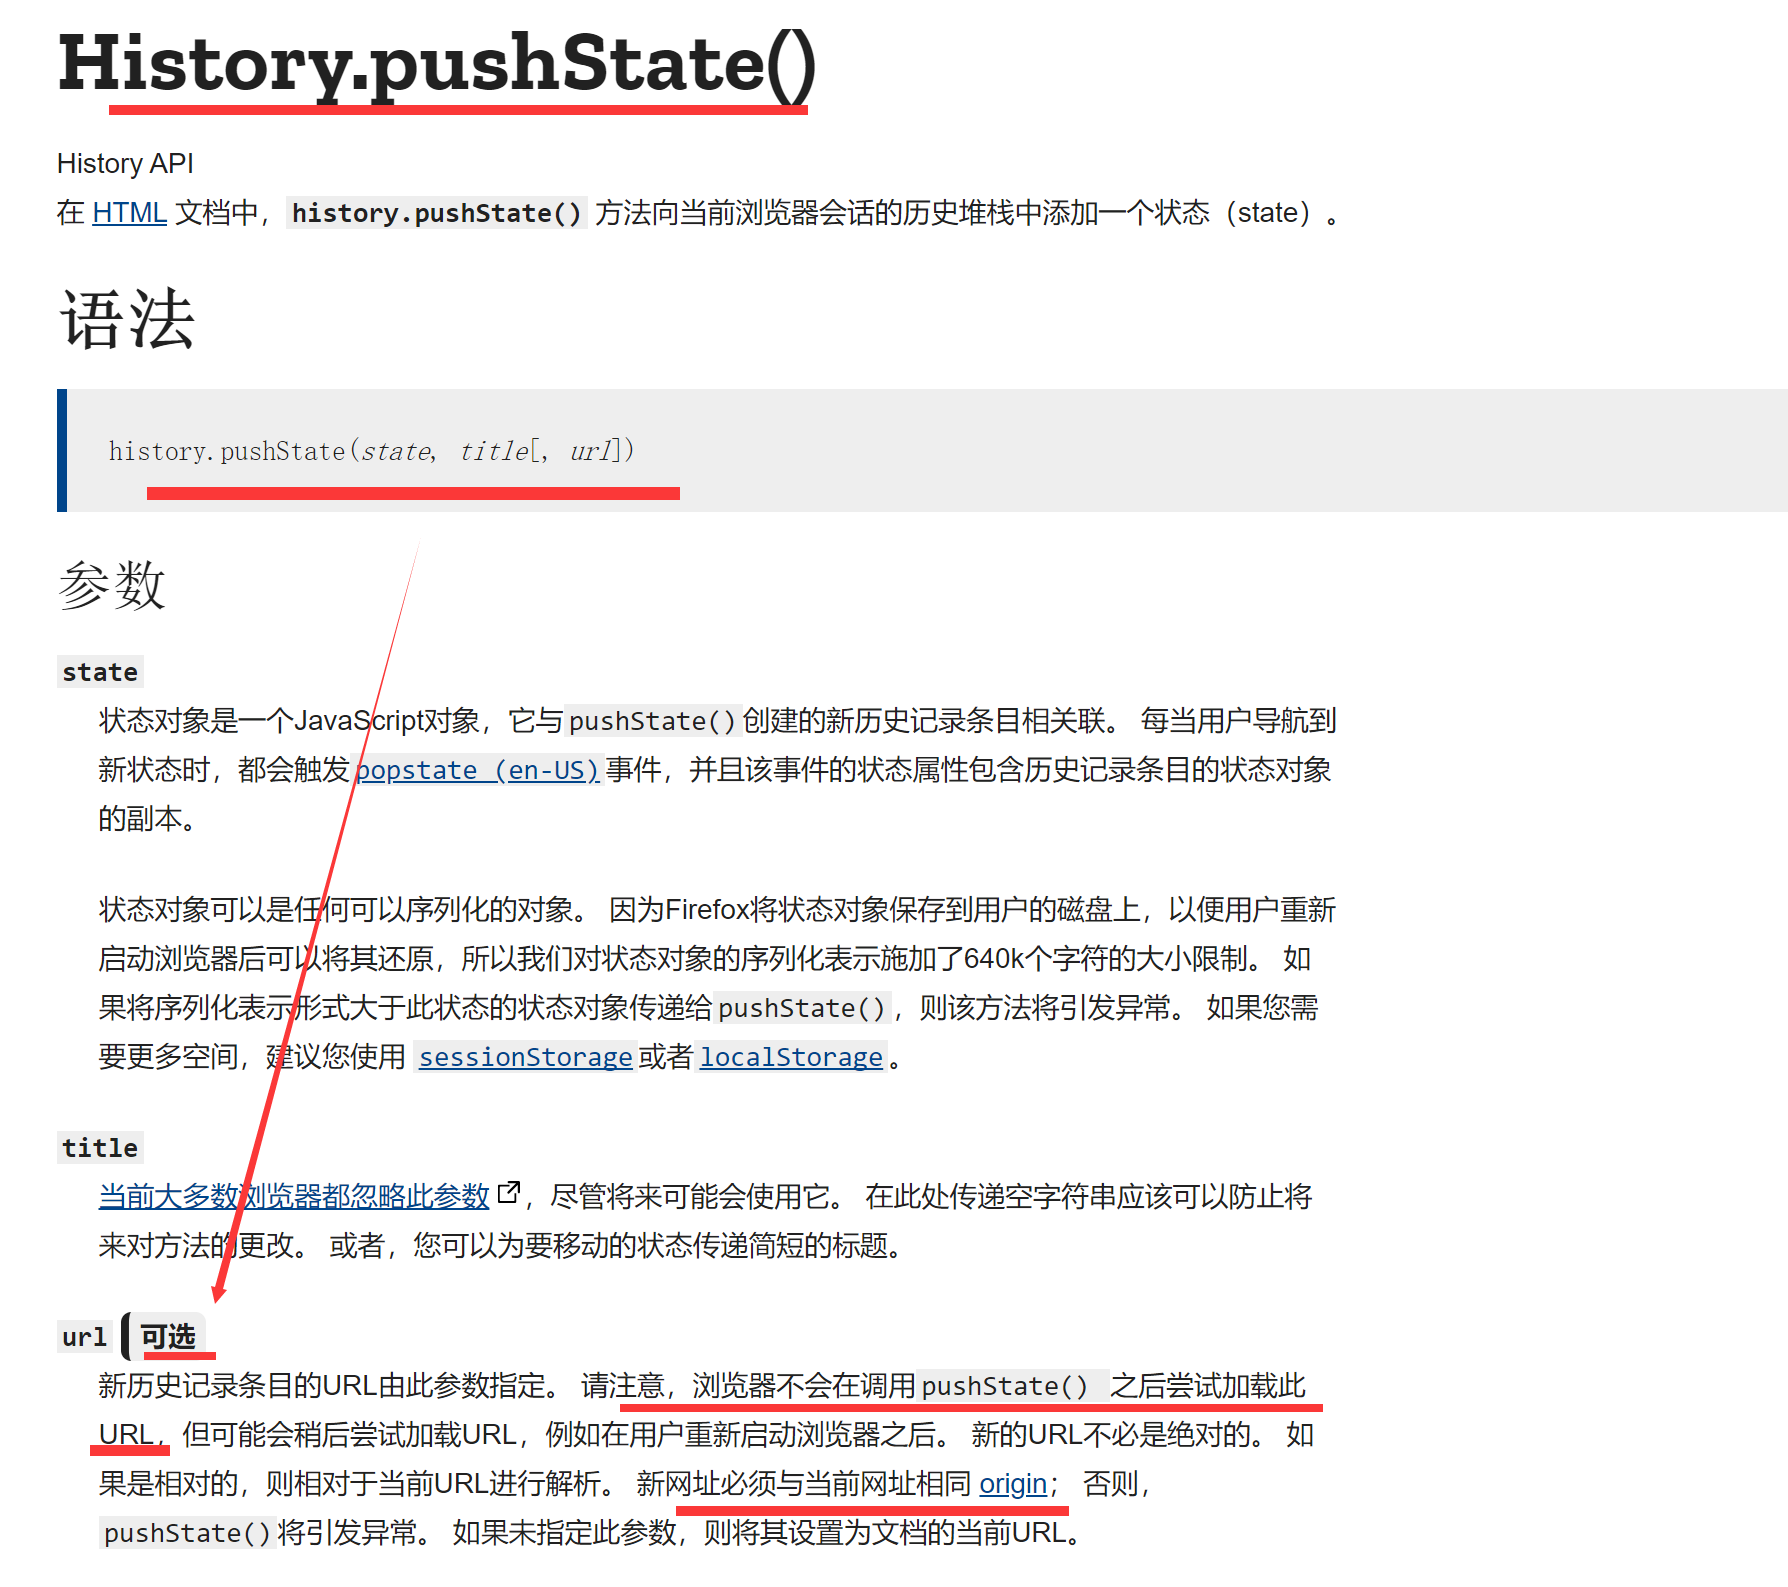 History.pushState()
History API
在 HTML 文档中，history.pushState() 方法向当前浏览器会话的历史堆栈中添加一个状态（state）。
语法
history.pushState(state, title[, url])
参数
state
状态对象是一个JavaScript对象，它与pushState()创建的新历史记录条目相关联。 每当用户导航到
新状态时，都会触发popstate (en-US)事件，并且该事件的状态属性包含历史记录条目的状态对象
的副本。
状态对象可以是任何可以序列化的对象。 因为Firefox将状态对象保存到用户的磁盘上，以便用户重新
启动浏览器后可以将其还原，所以我们对状态对象的序列化表示施加了640k个字符的大小限制。 如
果将序列化表示形式大于此状态的状态对象传递给pushState()，则该方法将引发异常。 如果您需
要更多空间，建议您使用 sessionStorage或者localStorage。
title
当前大多数浏览器都忽略此参数，尽管将来可能会使用它。 在此处传递空字符串应该可以防止将
来对方法的更改。 或者，您可以为要移动的状态传递简短的标题。
url 可选
新历史记录条目的URL由此参数指定。 请注意，浏览器不会在调用pushState() 之后尝试加载此
URL，但可能会稍后尝试加载URL，例如在用户重新启动浏览器之后。 新的URL不必是绝对的。 如
果是相对的，则相对于当前URL进行解析。 新网址必须与当前网址相同 origin； 否则，
pushState()将引发异常。 如果未指定此参数，则将其设置为文档的当前URL。